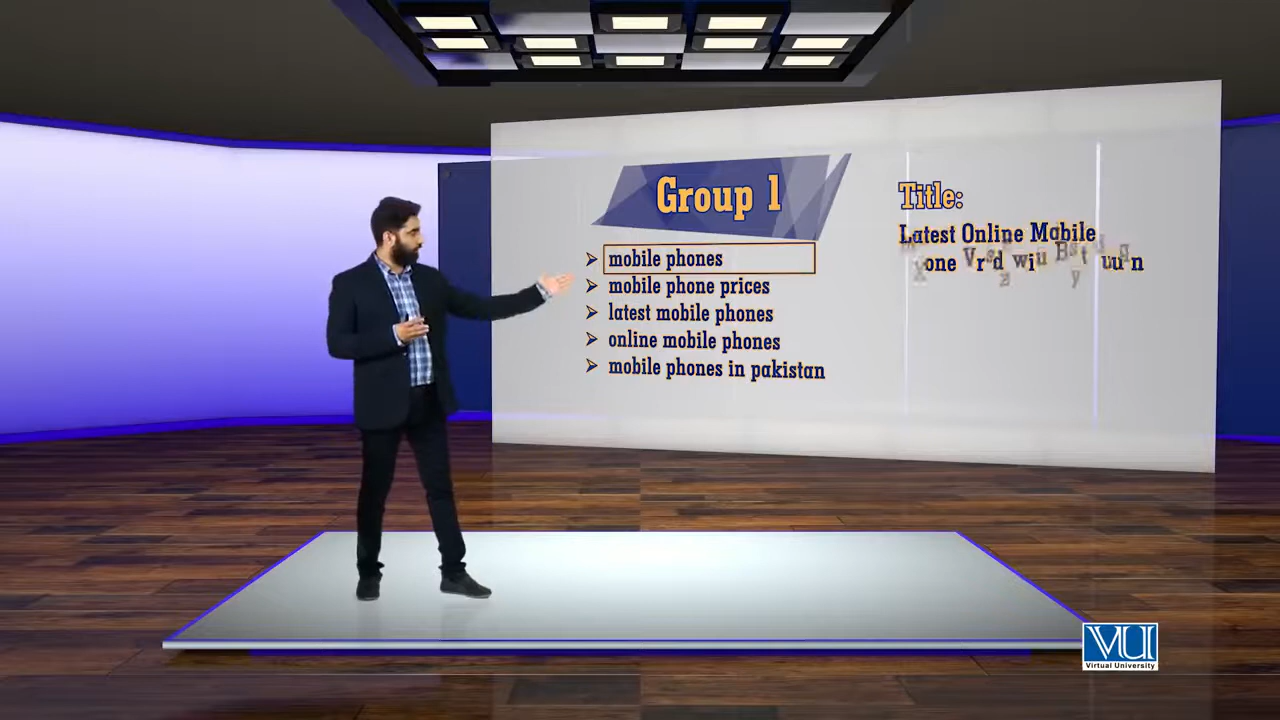 Group 1
mobile phones
mobile phone prices
latest mobile phones
online mobile phones
mobile phones in pakistan
Title:
Latest Online Mobile
VU
Virtual University